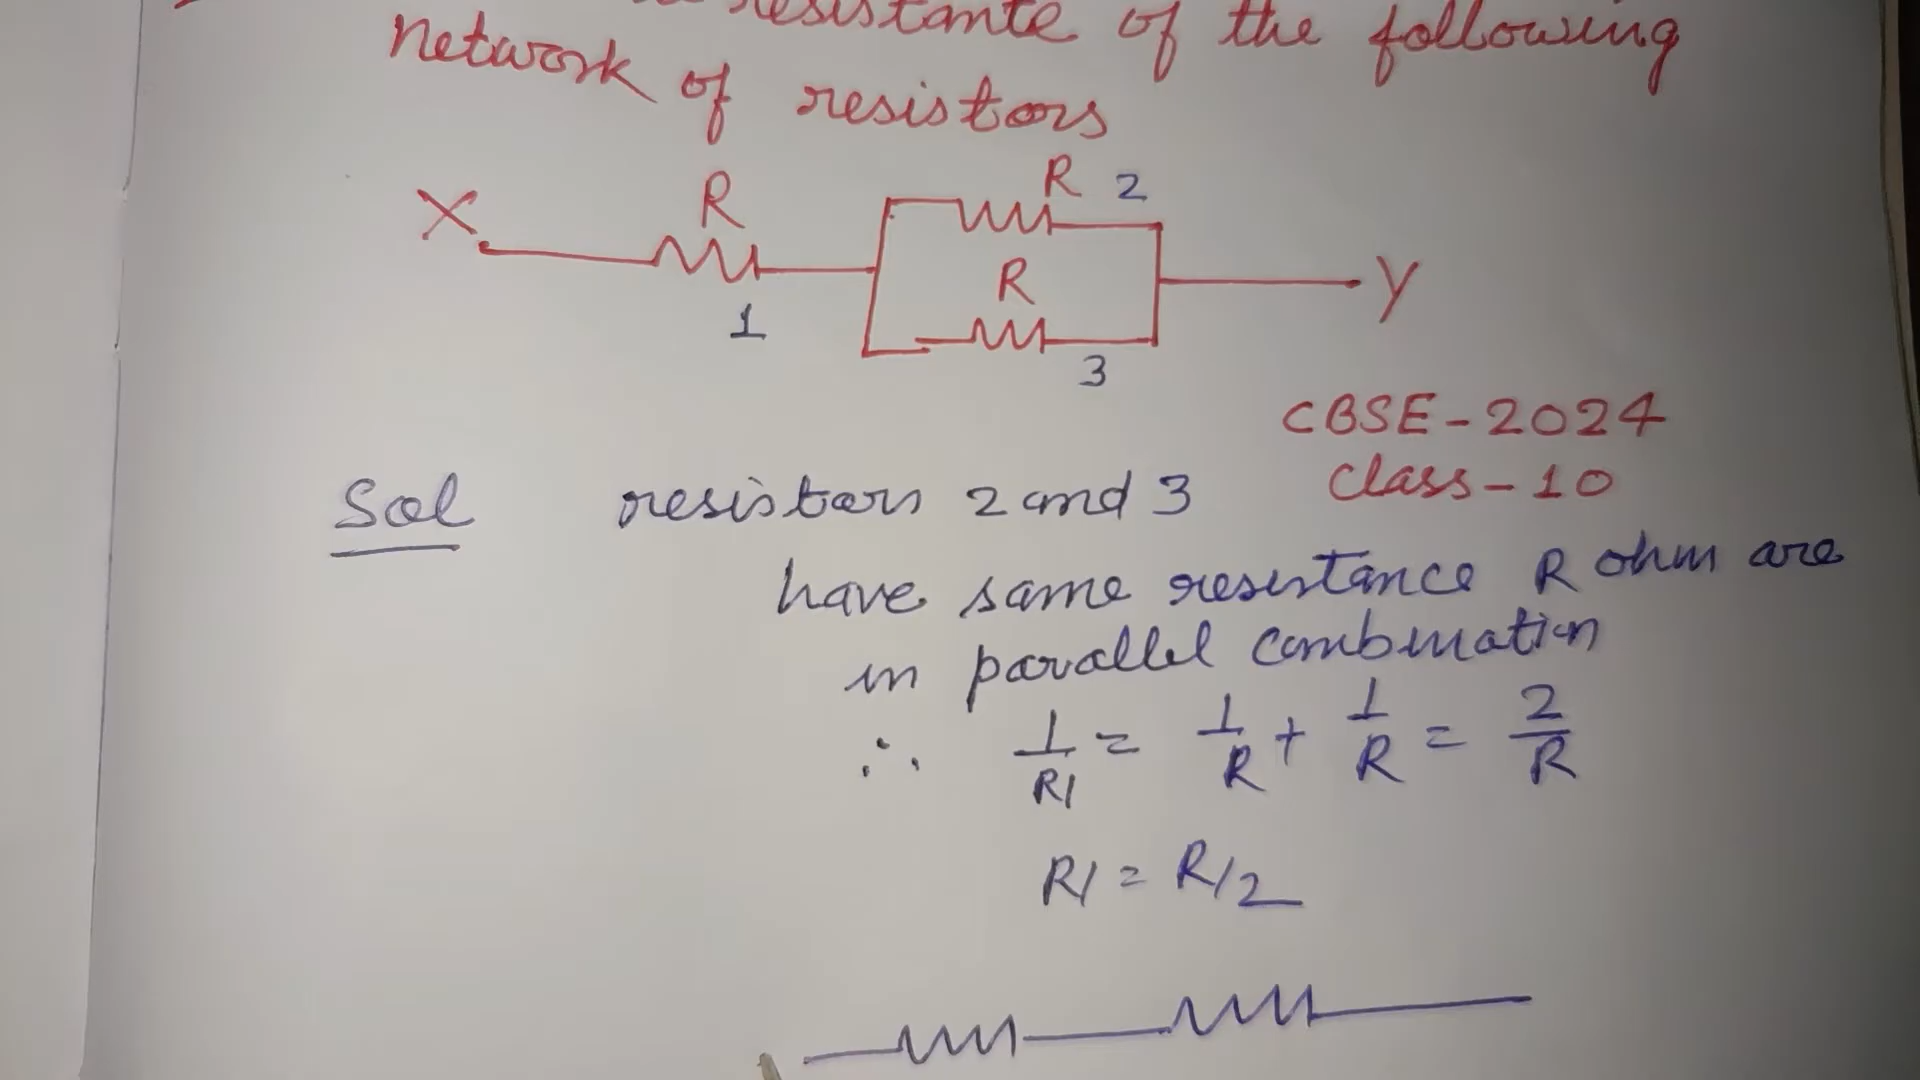 resistante of the following
network of resistors
R 2
R
X
R
Y
1
3
CBSE-2024
Class-10
Sol resistors 2 and 3
have same resistance R ohm are
in parallel combination
∴ 1/R1 = 1/R + 1/R = 2/R
R1 = R/2